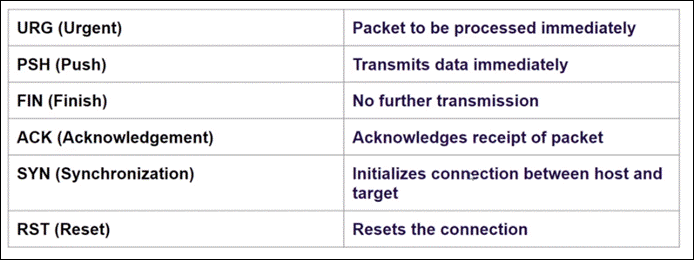 URG (Urgent) Packet to be processed immediately
PSH (Push) Transmits data immediately
FIN (Finish) No further transmission
ACK (Acknowledgement) Acknowledges receipt of packet
SYN (Synchronization) Initializes connection between host and
target
RST (Reset) Resets the connection